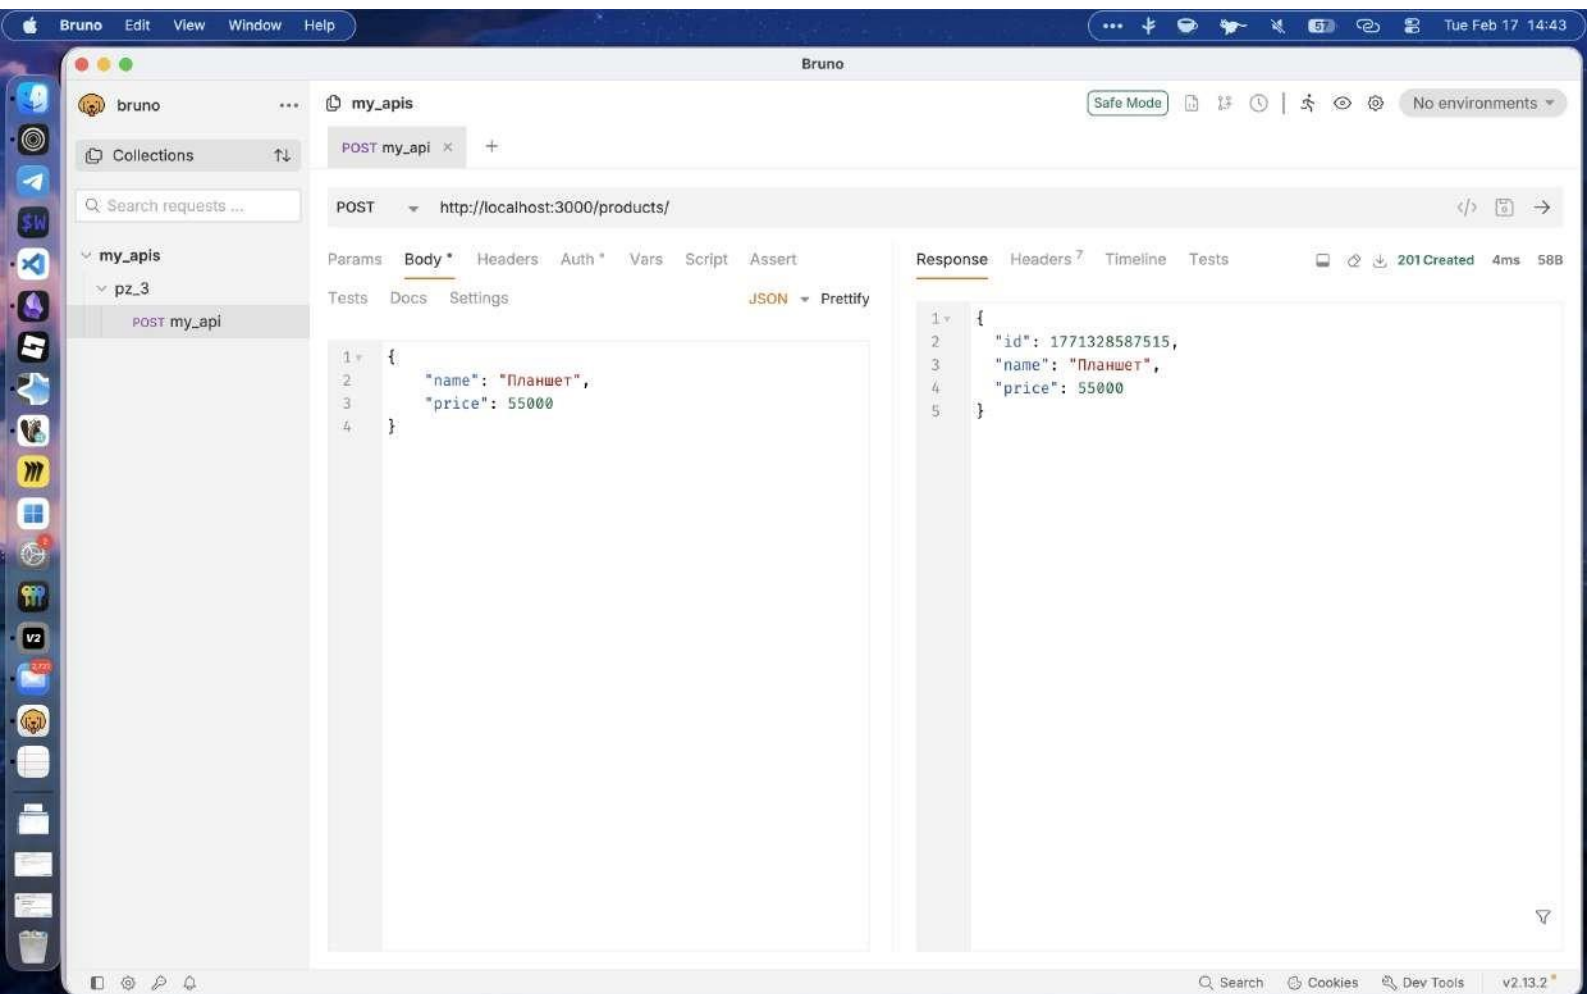 Bruno Edit View Window Help
57 Tue Feb 17 14:43
Bruno
bruno
my_apis
Safe Mode
No environments
Collections
POST my_api × +
Search requests ...
POST http://localhost:3000/products/
my_apis
pz_3
POST my_api
Params Body Headers Auth Vars Script Assert
Tests Docs Settings
JSON Prettify
1 {
2 "name": "Планшет",
3 "price": 55000
4 }
Response Headers 7 Timeline Tests
201 Created 4ms 58B
1 {
2 "id": 1771328587515,
3 "name": "Планшет",
4 "price": 55000
5 }
$W
2
V2
Search Cookies Dev Tools v2.13.2